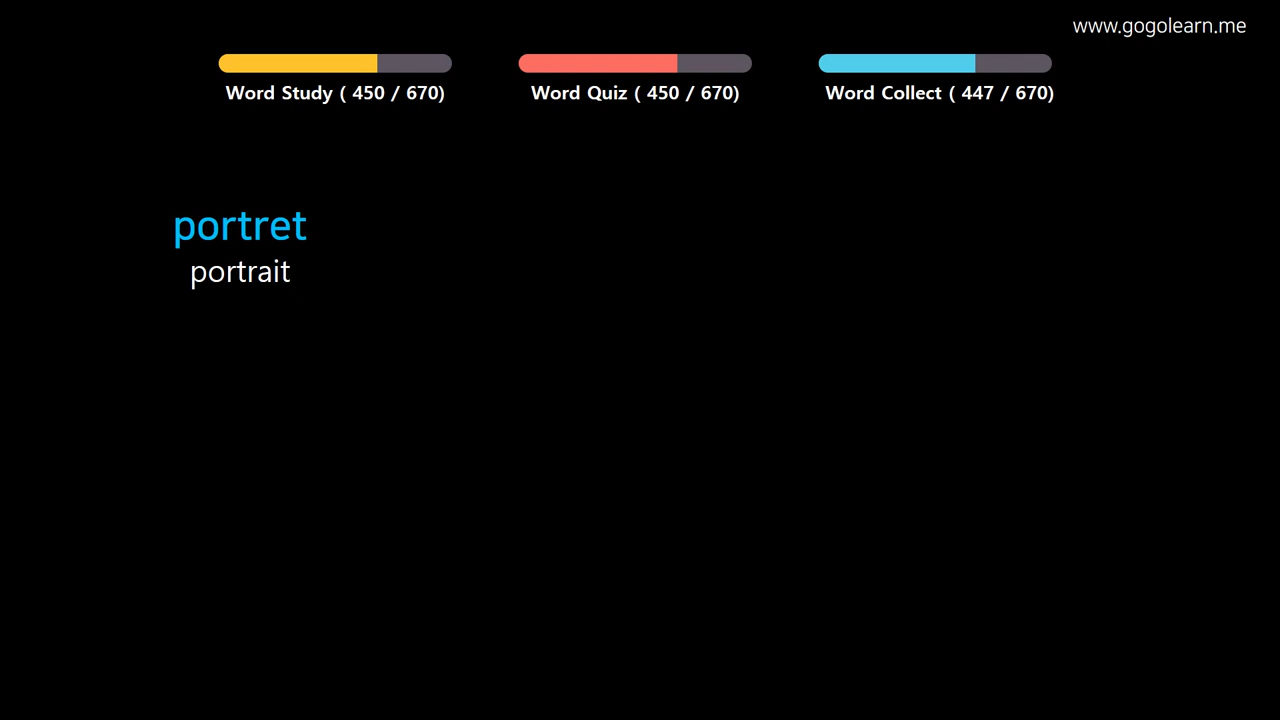 www.gogolearn.me
Word Study ( 450 / 670)
Word Quiz ( 450 / 670)
Word Collect ( 447 / 670)
portret
portrait